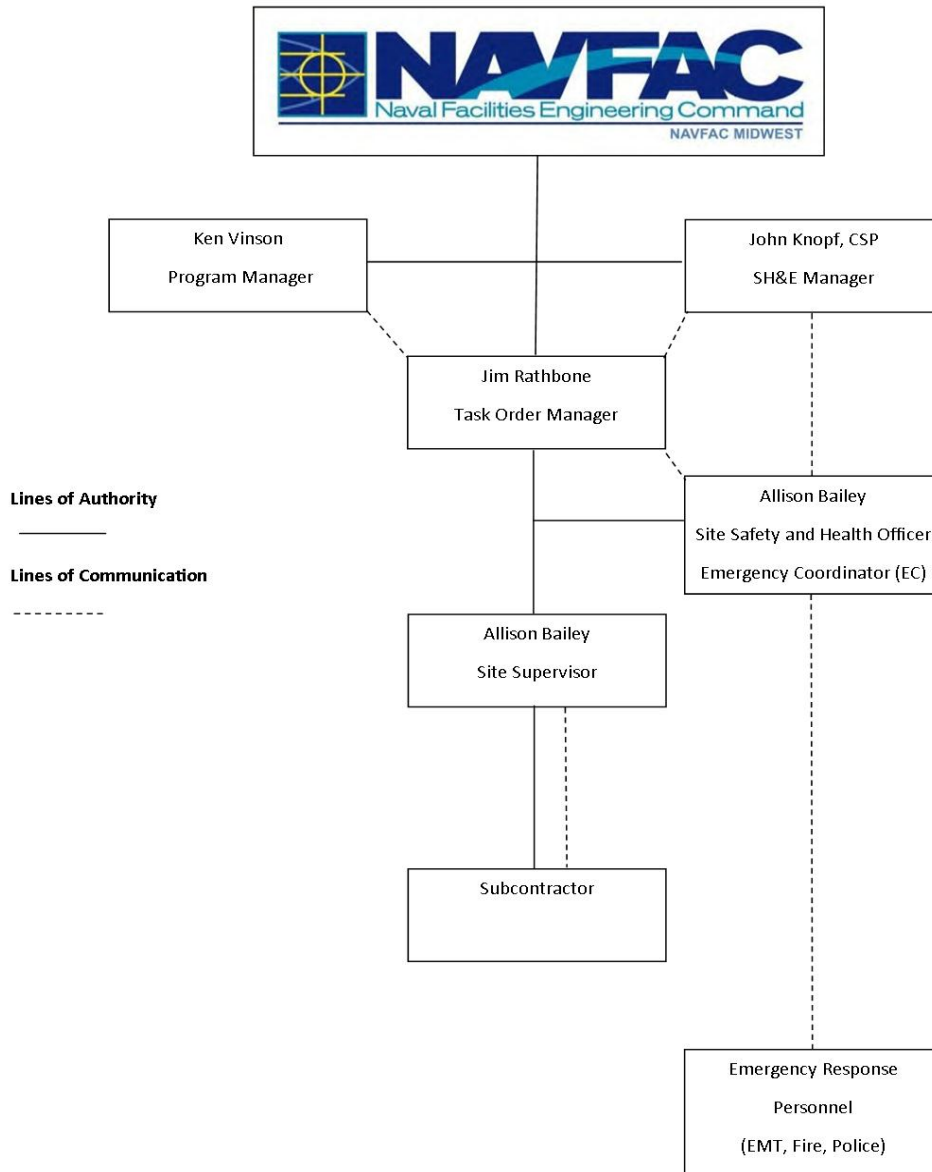 NAVFAC
Naval Facilities Engineering Command
NAVFAC MIDWEST
Ken Vinson
Program Manager
John Knopf, CSP
SH&E Manager
Jim Rathbone
Task Order Manager
Lines of Authority
Lines of Communication
Allison Bailey
Site Safety and Health Officer
Emergency Coordinator (EC)
Allison Bailey
Site Supervisor
Subcontractor
Emergency Response
Personnel
(EMT, Fire, Police)